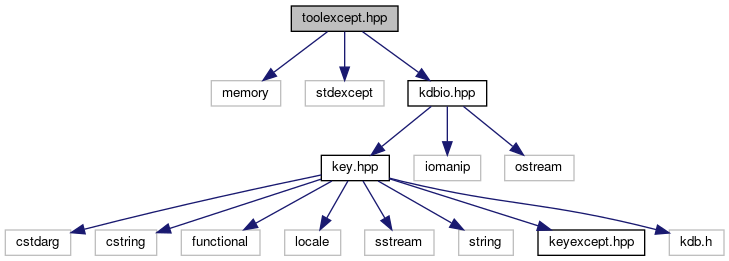 toolexcept.hpp
memory
stdexcept
kdbio.hpp
key.hpp
iomanip
ostream
cstdarg
cstring
functional
locale
sstream
string
keyexcept.hpp
kdb.h